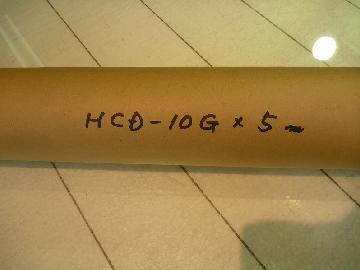 HCD-10G × 5m